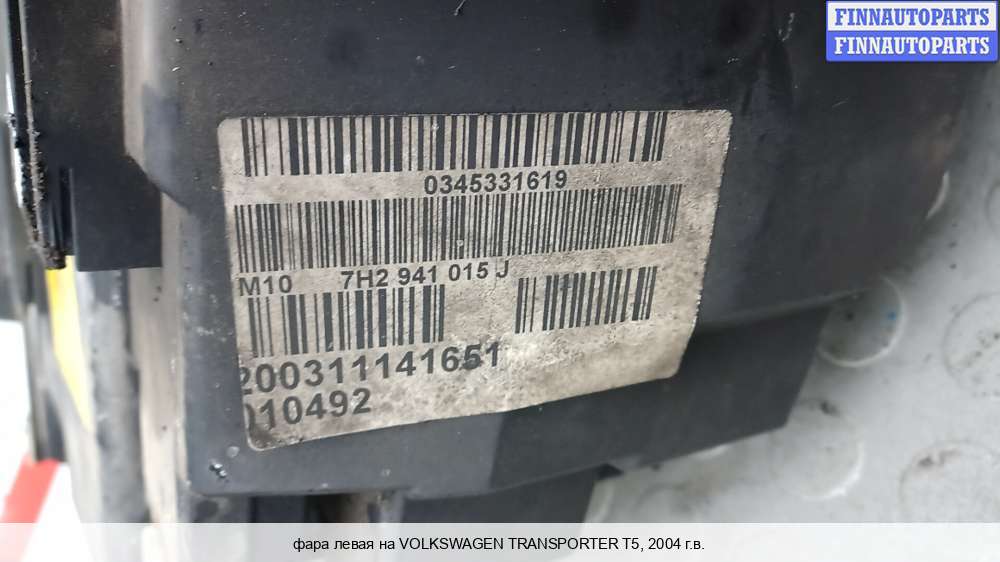 FINNAUTOPARTS
FINNAUTOPARTS
0345331619
M10 7H2 941 015 J
200311141651
010492
фара левая на VOLKSWAGEN TRANSPORTER T5, 2004 г.в.